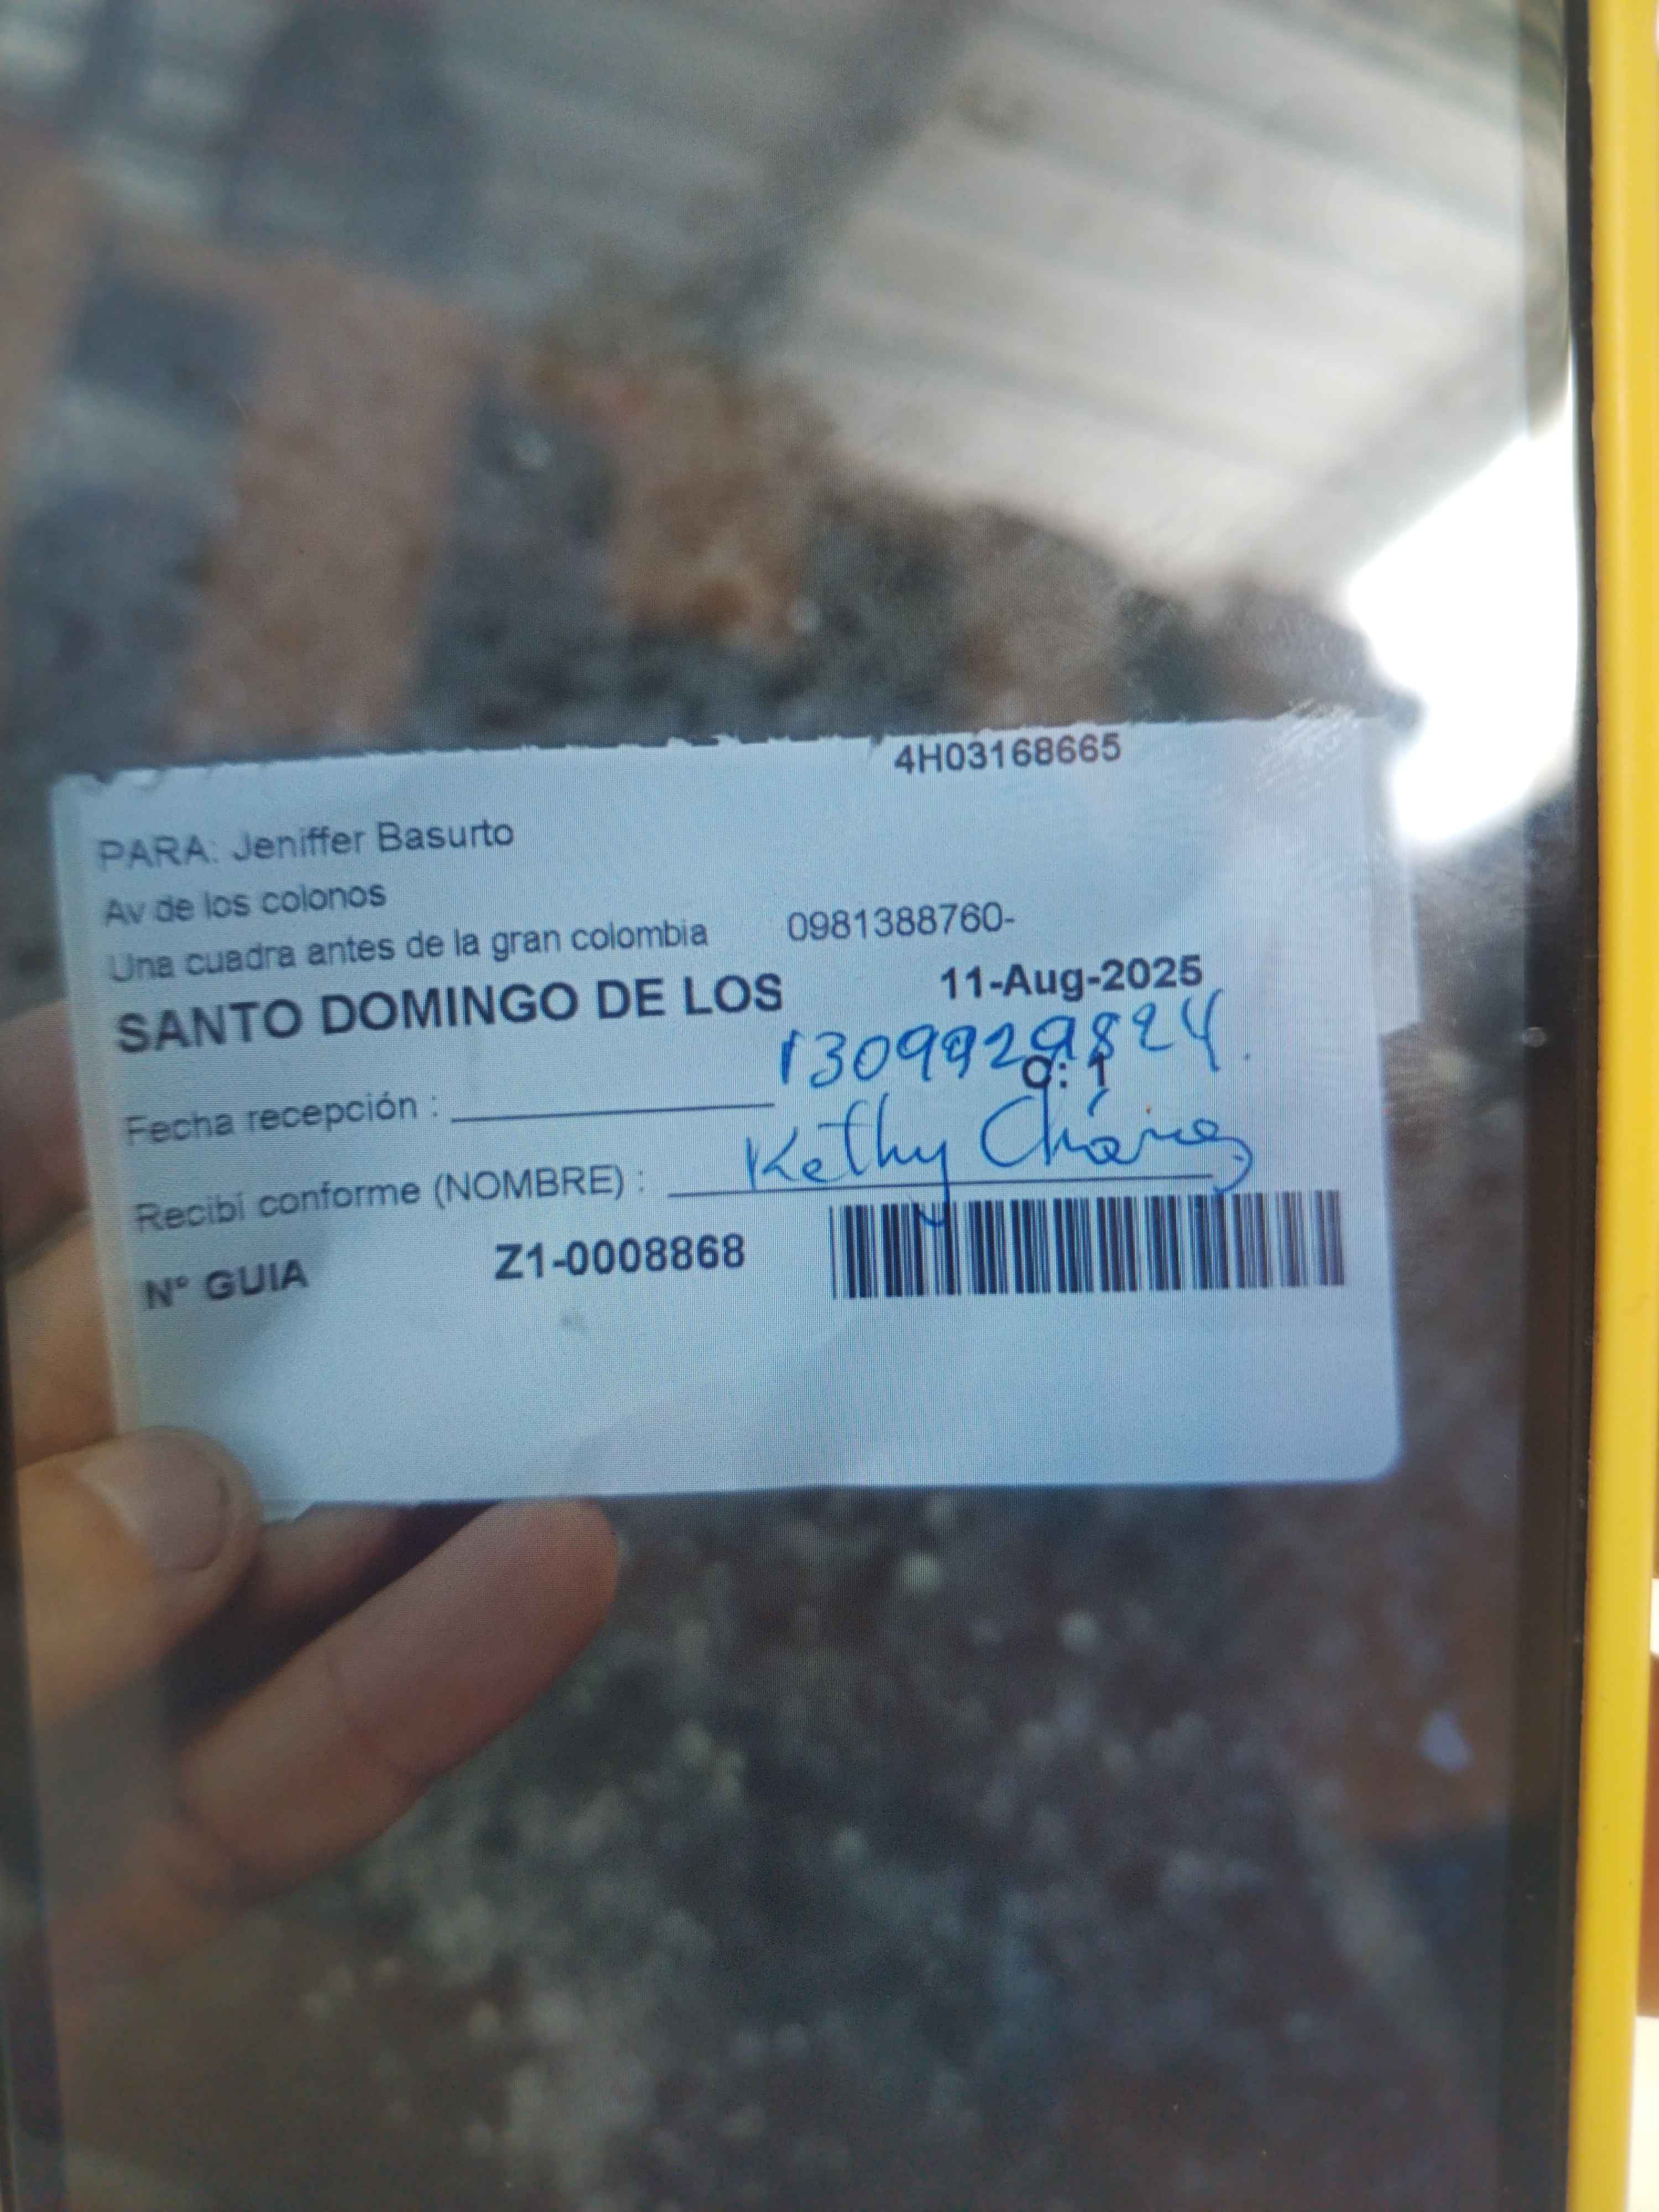 4H03168665
PARA: Jeniffer Basurto
Av de los colonos
Una cuadra antes de la gran colombia 0981388760-
SANTO DOMINGO DE LOS 11-Aug-2025
1309929824
Q: 1
Fecha recepción :
Recibí conforme (NOMBRE) : Kethy Chávez
Nº GUIA Z1-0008868